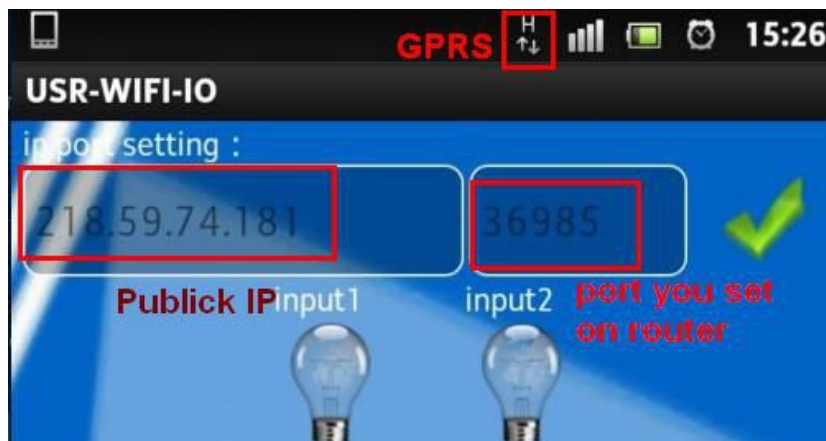 GPRS H 15:26
USR-WIFI-IO
ip port setting :
218.59.74.181 36985
Publick IP input1 input2 port you set
on router